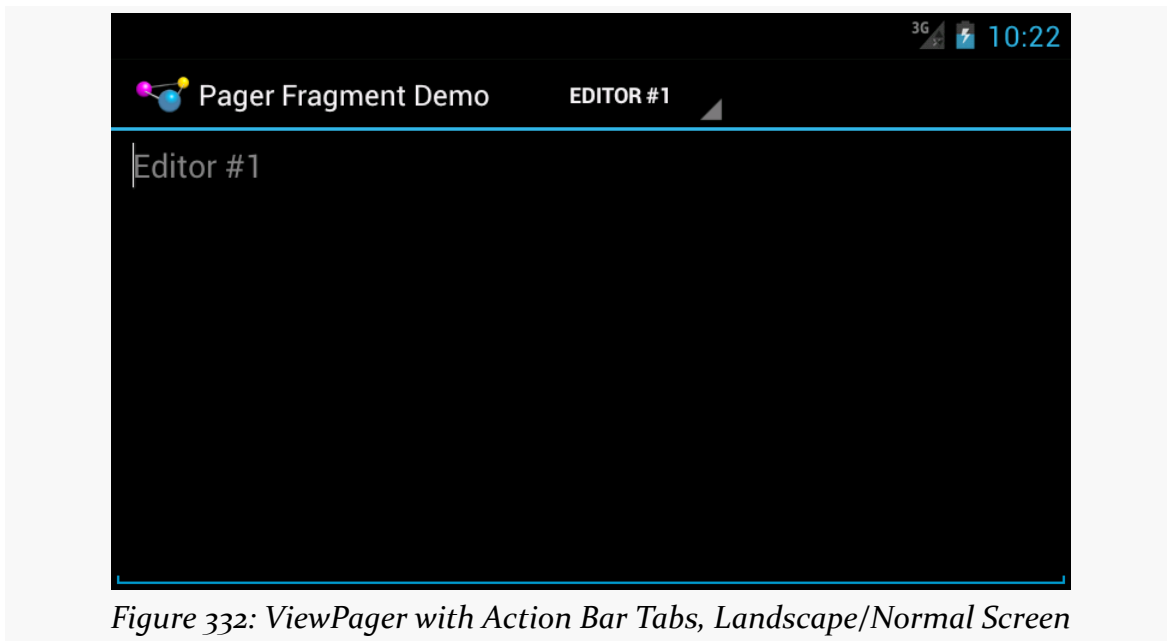 3G 10:22
Pager Fragment Demo EDITOR #1
Editor #1
Figure 332: ViewPager with Action Bar Tabs, Landscape/Normal Screen